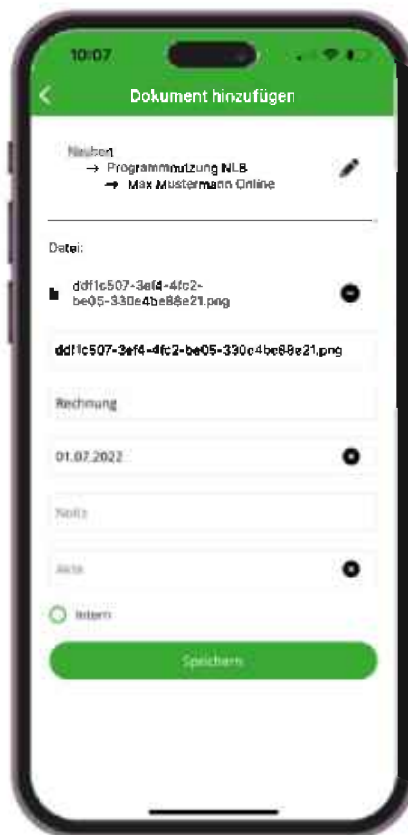 10:07
Dokument hinzufügen
Neubert
→ Programmnutzung NLB
→ Max Mustermann Online
Datei:
ddf1c507-3ef4-4fc2-
be05-330e4be88e21.png
ddf1c507-3ef4-4fc2-be05-330e4be88e21.png
Rechnung
01.07.2022
Notiz
Akte
Intern
Speichern